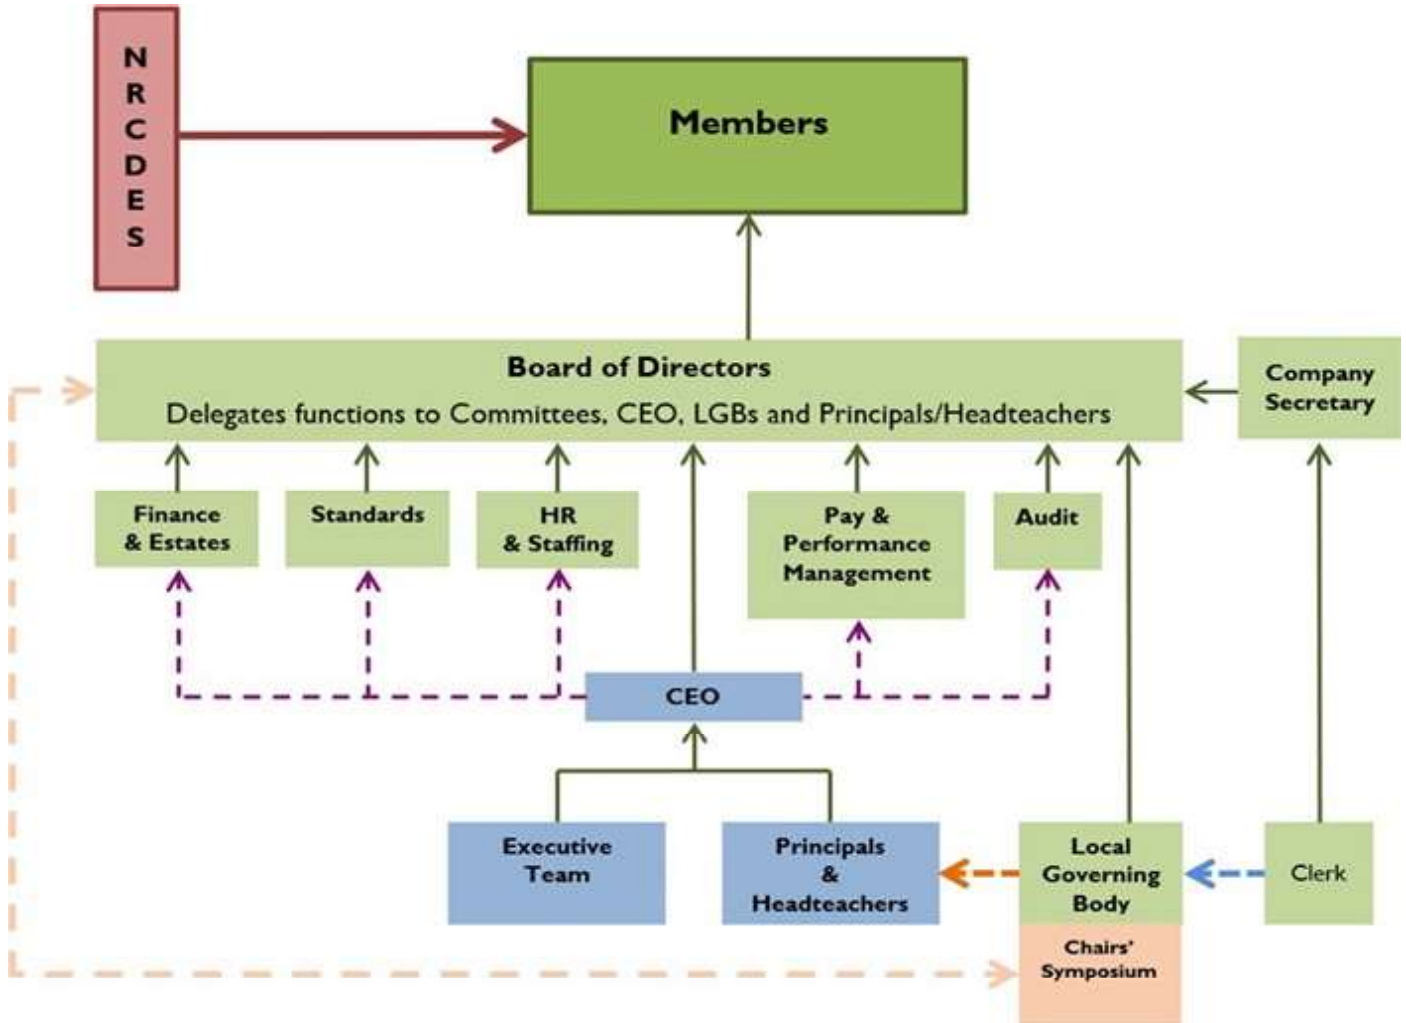 N
R
C
D
E
S
Members
Board of Directors
Delegates functions to Committees, CEO, LGBs and Principals/Headteachers
Company
Secretary
Finance
& Estates
Standards
HR
& Staffing
Pay &
Performance
Management
Audit
CEO
Executive
Team
Principals
&
Headteachers
Local
Governing
Body
Clerk
Chairs'
Symposium